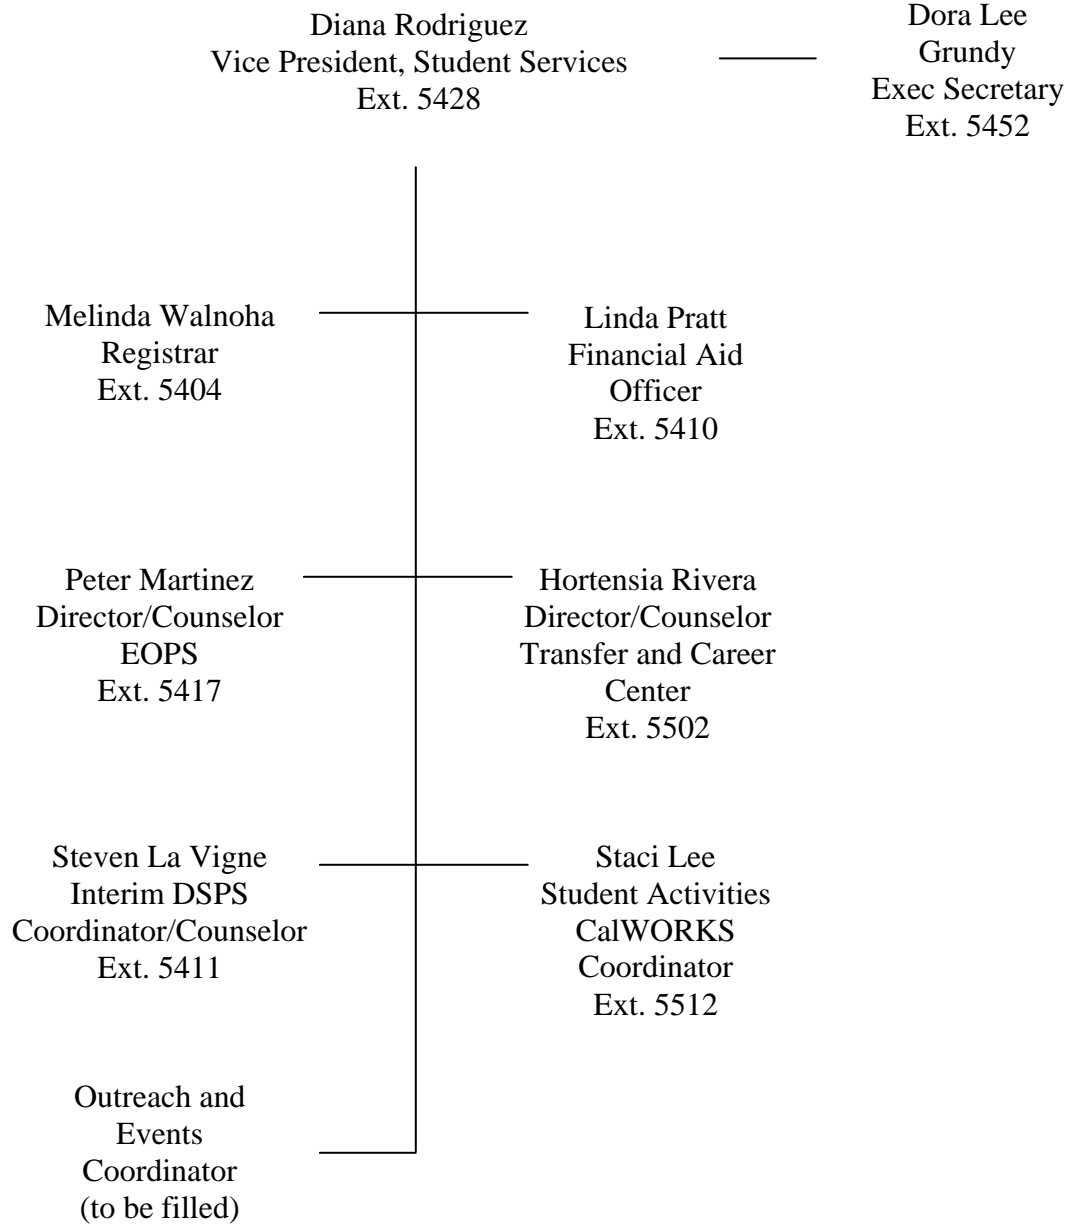 Diana Rodriguez
Vice President, Student Services
Ext. 5428
Dora Lee
Grundy
Exec Secretary
Ext. 5452
Melinda Walnoha
Registrar
Ext. 5404
Linda Pratt
Financial Aid
Officer
Ext. 5410
Peter Martinez
Director/Counselor
EOPS
Ext. 5417
Hortensia Rivera
Director/Counselor
Transfer and Career
Center
Ext. 5502
Steven La Vigne
Interim DSPS
Coordinator/Counselor
Ext. 5411
Staci Lee
Student Activities
CalWORKS
Coordinator
Ext. 5512
Outreach and
Events
Coordinator
(to be filled)